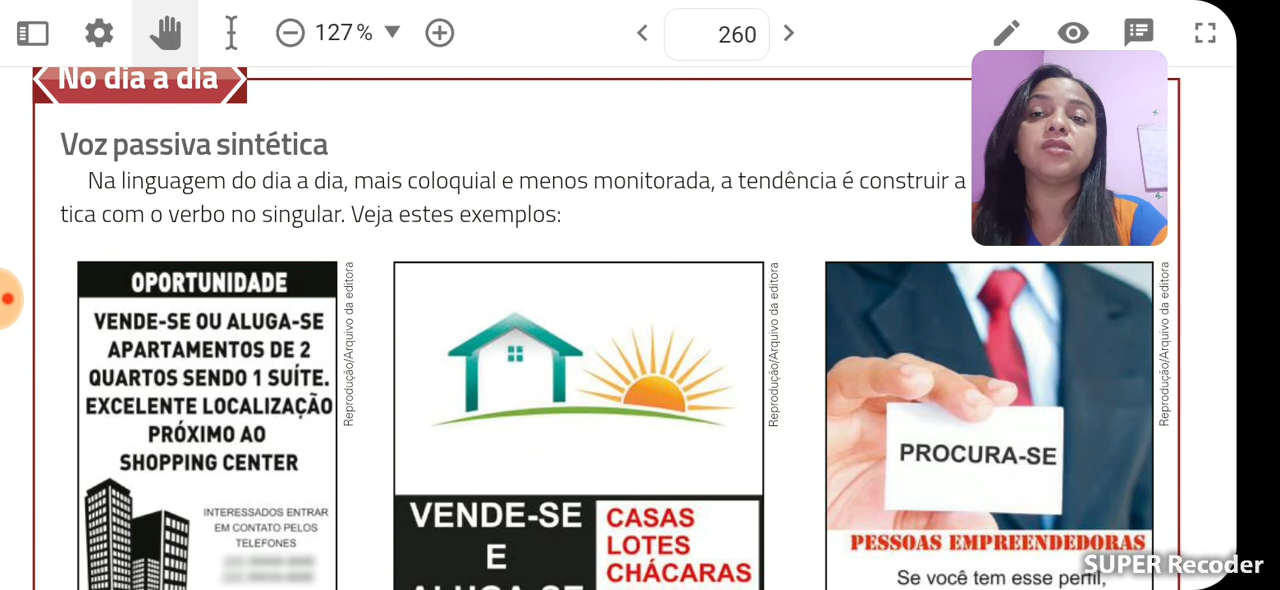 127%
260
No dia a dia
Voz passiva sintética
Na linguagem do dia a dia, mais coloquial e menos monitorada, a tendência é construir a
tica com o verbo no singular. Veja estes exemplos:
OPORTUNIDADE
VENDE-SE OU ALUGA-SE
APARTAMENTOS DE 2
QUARTOS SENDO 1 SUÍTE.
EXCELENTE LOCALIZAÇÃO
PRÓXIMO AO
SHOPPING CENTER
INTERESSADOS ENTRAR
EM CONTATO PELOS
TELEFONES
Reprodução/Arquivo da editora
VENDE-SE
E
ALUGA-SE
CASAS
LOTES
CHÁCARAS
Reprodução/Arquivo da editora
PROCURA-SE
PESSOAS EMPREENDEDORAS
Se você tem esse perfil,
Reprodução/Arquivo da editora
SUPER Recoder